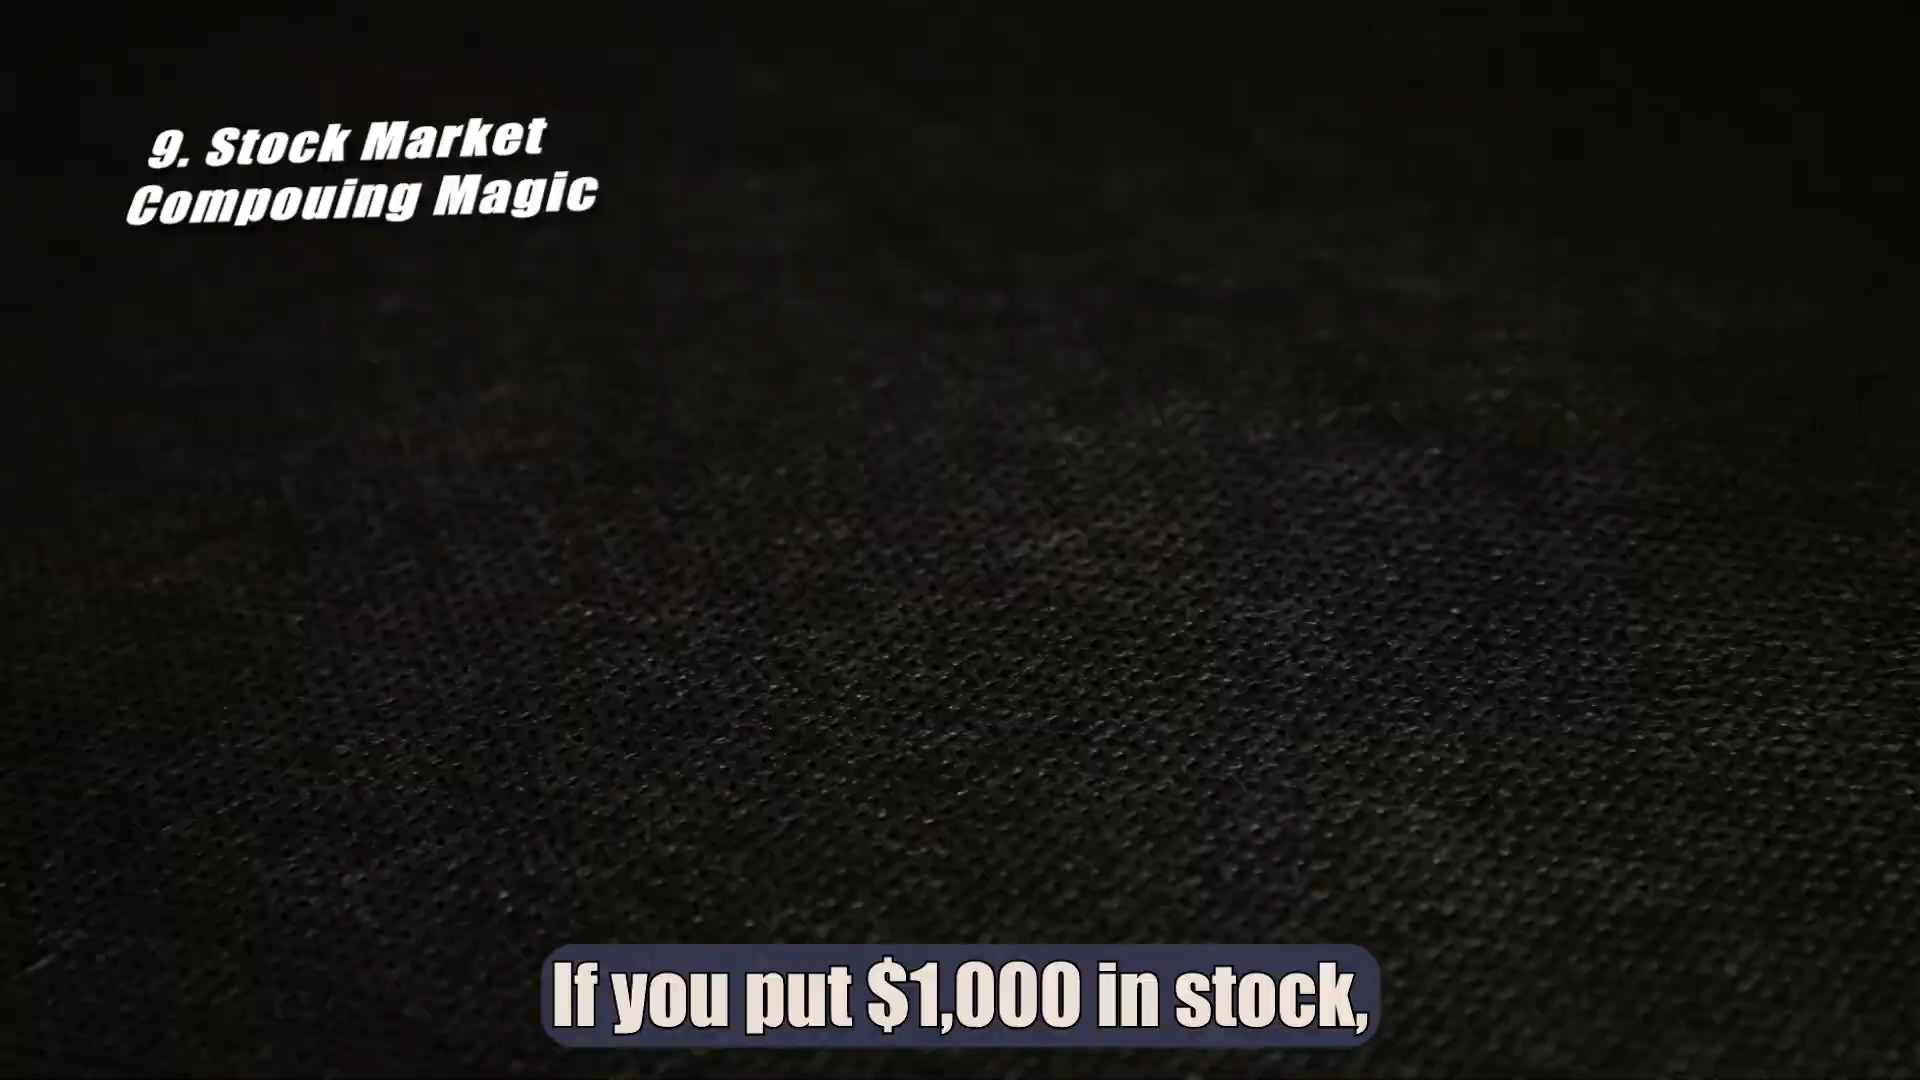 9. Stock Market
Compouing Magic
If you put $1,000 in stock,